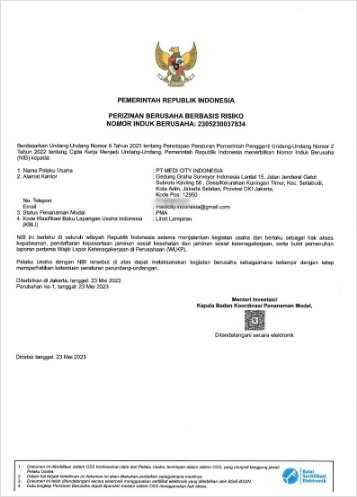 PEMERINTAH REPUBLIK INDONESIA
PERIZINAN BERUSAHA BERBASIS RISIKO
NOMOR INDUK BERUSAHA: 2305230037834
Berdasarkan Undang-Undang Nomor 6 Tahun 2023 tentang Penetapan Peraturan Pemerintah Pengganti Undang-Undang Nomor 2
Tahun 2022 tentang Cipta Kerja Menjadi Undang-Undang, Pemerintah Republik Indonesia menerbitkan Nomor Induk Berusaha
(NIB) kepada:
1. Nama Pelaku Usaha : PT MEDI CITY INDONESIA
2. Alamat Kantor : Gedung Graha Surveyor Indonesia Lantai 15, Jalan Jenderal Gatot
Subroto Kavling 56 , Desa/Kelurahan Kuningan Timur, Kec. Setiabudi,
Kota Adm. Jakarta Selatan, Provinsi DKI Jakarta,
Kode Pos: 12950
No. Telepon :
Email : medicity.indonesia@gmail.com
3. Status Penanaman Modal : PMA
4. Kode Klasifikasi Baku Lapangan Usaha Indonesia : Lihat Lampiran
(KBLI)
NIB ini berlaku di seluruh wilayah Republik Indonesia selama menjalankan kegiatan usaha dan berlaku sebagai hak akses
kepabeanan, pendaftaran kepesertaan jaminan sosial kesehatan dan jaminan sosial ketenagakerjaan, serta bukti pemenuhan
laporan pertama Wajib Lapor Ketenagakerjaan di Perusahaan (WLKP).
Pelaku Usaha dengan NIB tersebut di atas dapat melaksanakan kegiatan berusaha sebagaimana terlampir dengan tetap
memperhatikan ketentuan peraturan perundang-undangan.
Diterbitkan di Jakarta, tanggal: 23 Mei 2023
Perubahan ke-1, tanggal: 23 Mei 2023
Menteri Investasi/
Kepala Badan Koordinasi Penanaman Modal,
Ditandatangani secara elektronik
Dicetak tanggal: 23 Mei 2023
1. Dokumen ini diterbitkan sistem OSS berdasarkan data dari Pelaku Usaha, tersimpan dalam sistem OSS, yang menjadi tanggung jawab
Pelaku Usaha.
2. Dalam hal terjadi kekeliruan isi dokumen ini akan dilakukan perbaikan sebagaimana mestinya.
3. Dokumen ini telah ditandatangani secara elektronik menggunakan sertifikat elektronik yang diterbitkan oleh BSrE-BSSN.
4. Data lengkap Perizinan Berusaha dapat diperoleh melalui sistem OSS menggunakan hak akses.
Balai
Sertifikasi
Elektronik